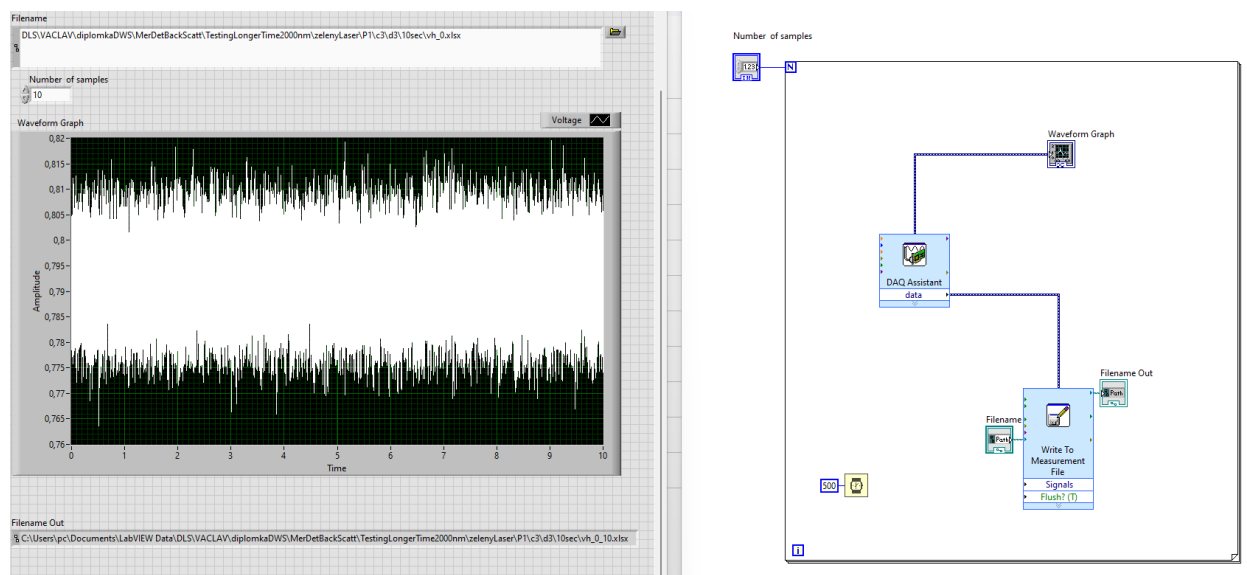 Filename
DLS\VACLAV\diplomkaDWS\MerDetBackScatt\TestingLongerTime2000nm\zelenyLaser\P1\c3\d3\10sec\vh_0.xlsx
Number of samples
10
Waveform Graph
Voltage
0,82
0,815
0,81
0,805
0,8
0,795
0,79
0,785
0,78
0,775
0,77
0,765
0,76
Amplitude
0 1 2 3 4 5 6 7 8 9 10
Time
Filename Out
C:\Users\pc\Documents\LabVIEW Data\DLS\VACLAV\diplomkaDWS\MerDetBackScatt\TestingLongerTime2000nm\zelenyLaser\P1\c3\d3\10sec\vh_0_10.xlsx
Number of samples
123
N
Waveform Graph
DAQ Assistant
data
Filename Out
Path
Filename
Path
Write To
Measurement
File
Signals
Flush? (T)
500
i